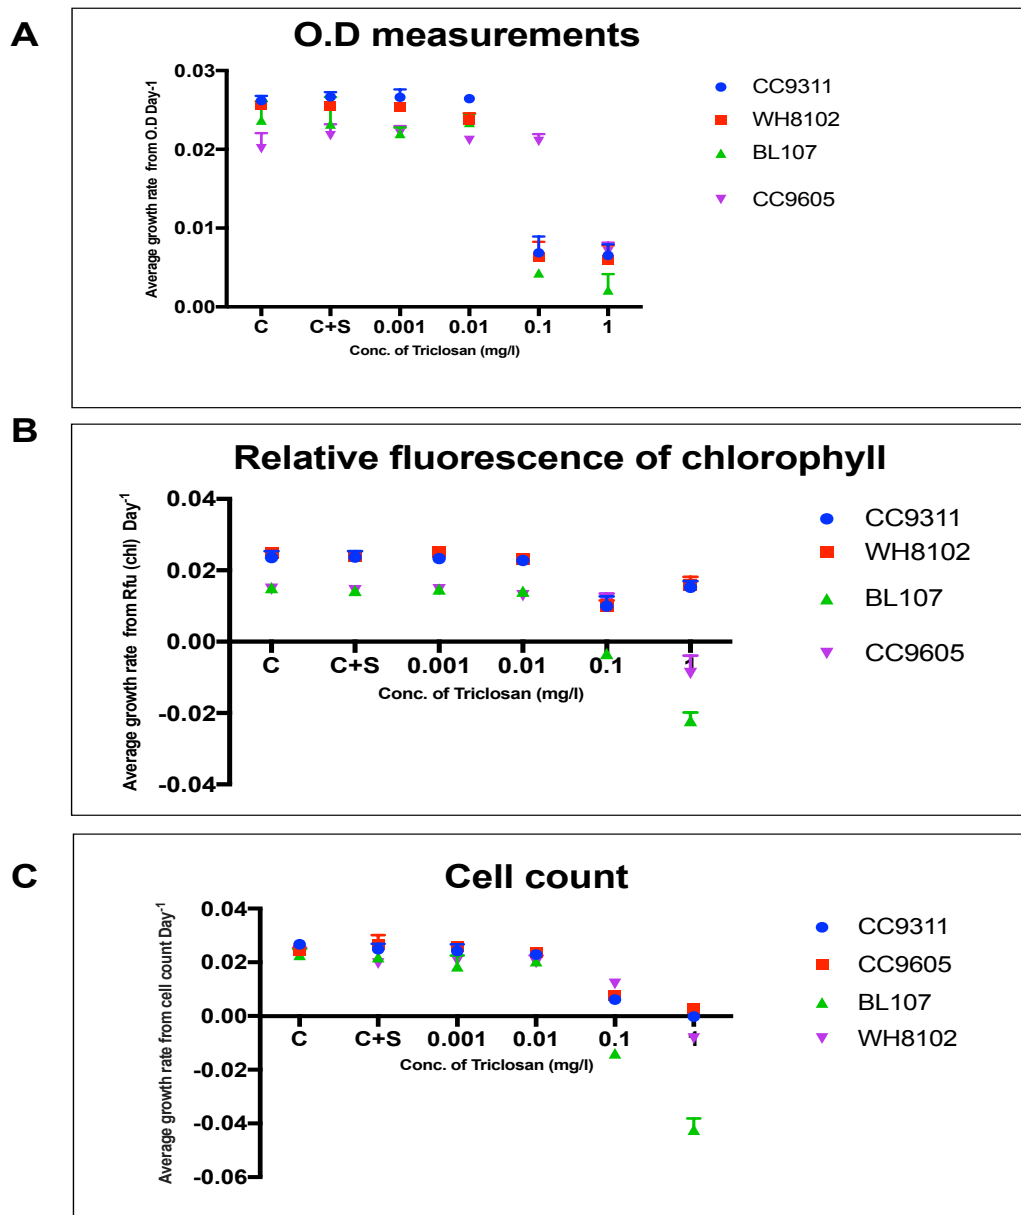 A
O.D measurements
Average growth rate from O.D Day-1
0.03
0.02
0.01
0.00
C C+S 0.001 0.01 0.1 1
Conc. of Triclosan (mg/l)
CC9311
WH8102
BL107
CC9605
B
Relative fluorescence of chlorophyll
Average growth rate from Rfu (chl) Day-1
0.04
0.02
0.00
-0.02
-0.04
C C+S 0.001 0.01 0.1 1
Conc. of Triclosan (mg/l)
CC9311
WH8102
BL107
CC9605
C
Cell count
Average growth rate from cell count Day-1
0.04
0.02
0.00
-0.02
-0.04
-0.06
C C+S 0.001 0.01 0.1 1
Conc. of Triclosan (mg/l)
CC9311
CC9605
BL107
WH8102